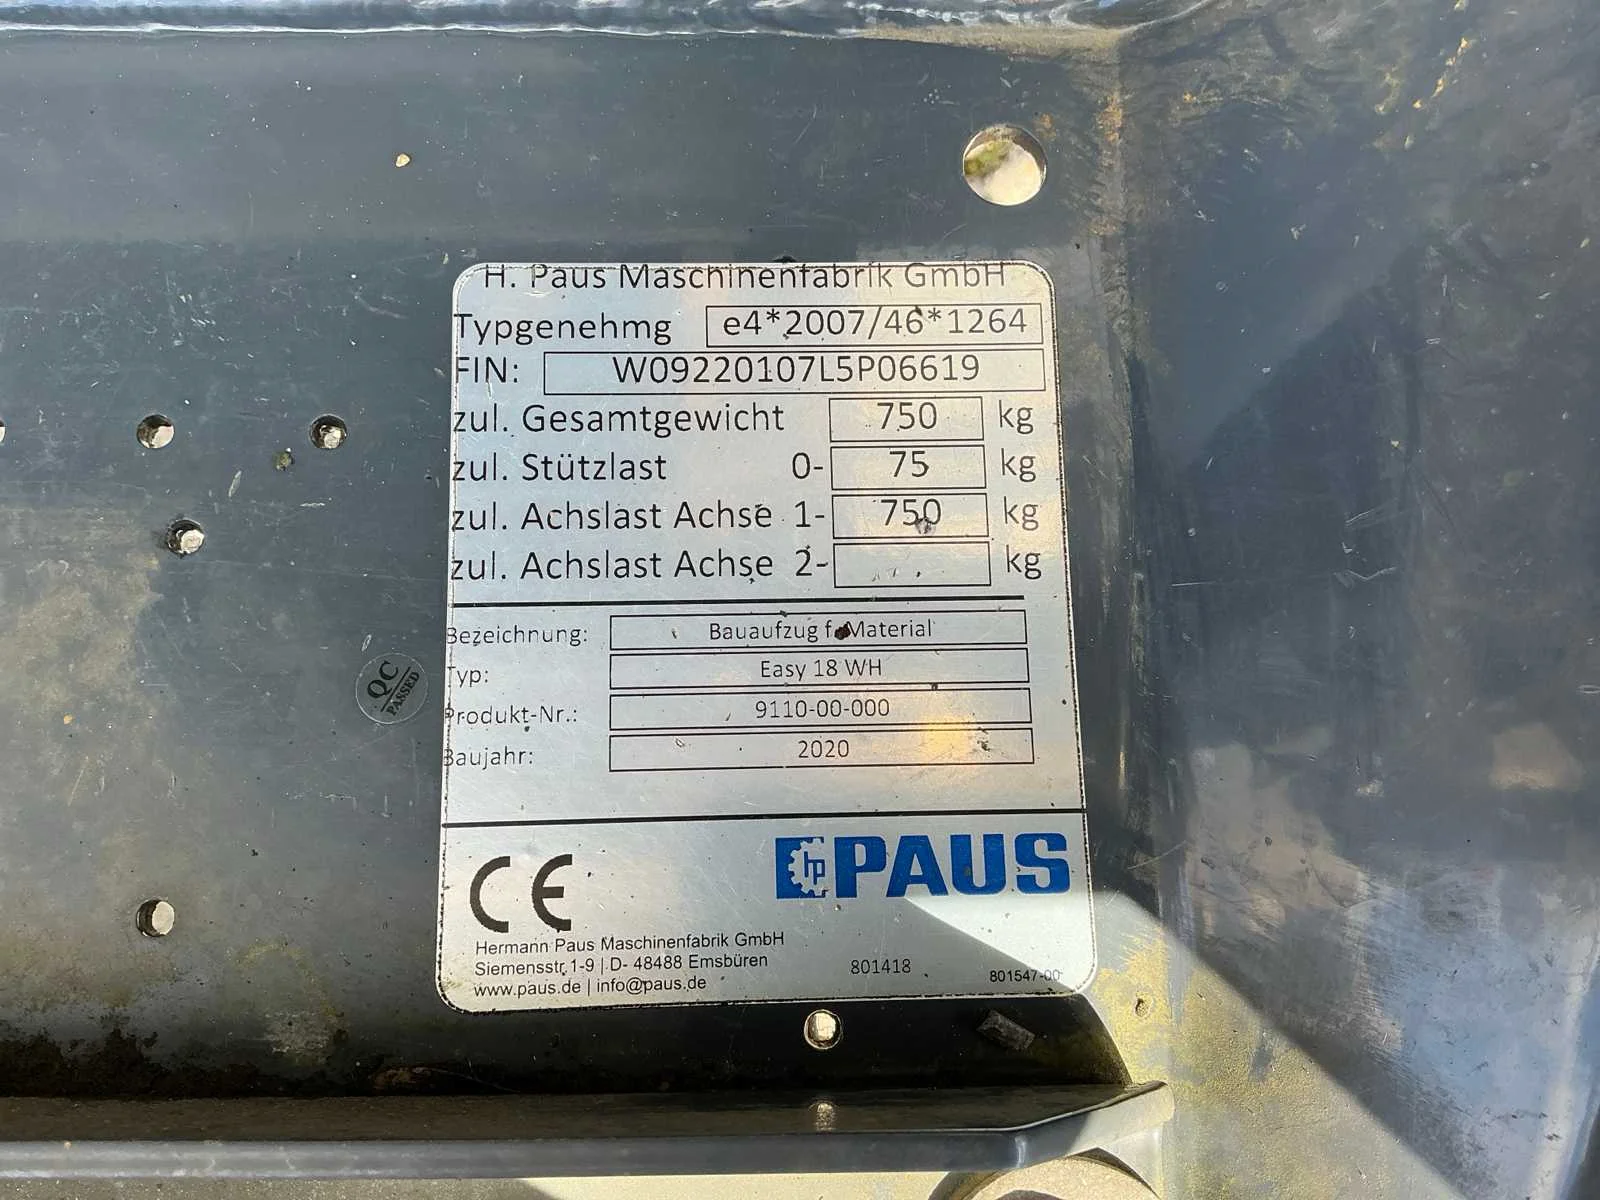 H. Paus Maschinenfabrik GmbH
Typgenehmg e4*2007/46*1264
FIN: W09220107L5P06619
zul. Gesamtgewicht 750 kg
zul. Stützlast 0- 75 kg
zul. Achslast Achse 1- 750 kg
zul. Achslast Achse 2- kg
Bezeichnung: Bauaufzug f. Material
Typ: Easy 18 WH
Produkt-Nr.: 9110-00-000
Baujahr: 2020
QC
PASSED
CE
hp PAUS
Hermann Paus Maschinenfabrik GmbH
Siemensstr.1-9 | D- 48488 Emsbüren
www.paus.de | info@paus.de
801418
801547-00